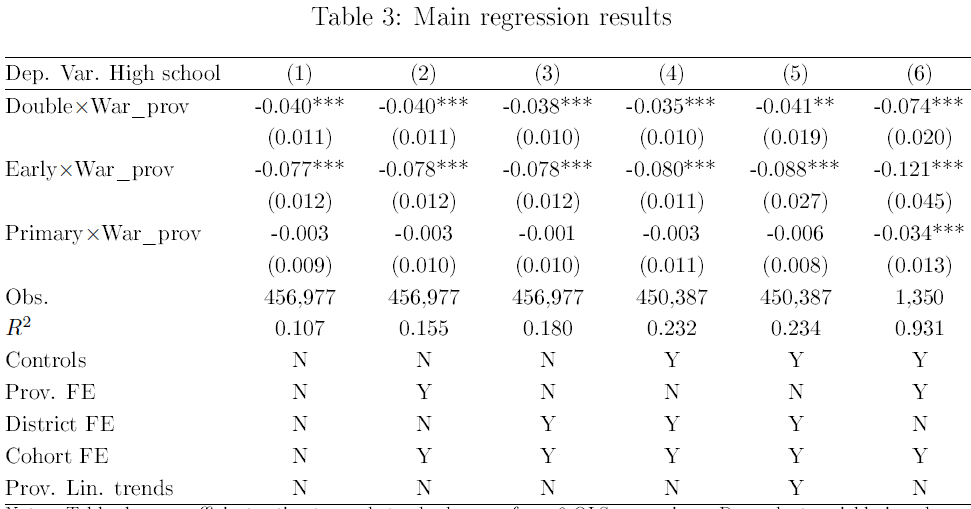 Table 3: Main regression results
Dep. Var. High school (1) (2) (3) (4) (5) (6)
Double×War_prov -0.040*** -0.040*** -0.038*** -0.035*** -0.041** -0.074***
(0.011) (0.011) (0.010) (0.010) (0.019) (0.020)
Early×War_prov -0.077*** -0.078*** -0.078*** -0.080*** -0.088*** -0.121***
(0.012) (0.012) (0.012) (0.011) (0.027) (0.045)
Primary×War_prov -0.003 -0.003 -0.001 -0.003 -0.006 -0.034***
(0.009) (0.010) (0.010) (0.011) (0.008) (0.013)
Obs. 456,977 456,977 456,977 450,387 450,387 1,350
R² 0.107 0.155 0.180 0.232 0.234 0.931
Controls N N N Y Y Y
Prov. FE N Y N N N Y
District FE N N Y Y Y N
Cohort FE N Y Y Y Y Y
Prov. Lin. trends N N N N Y N